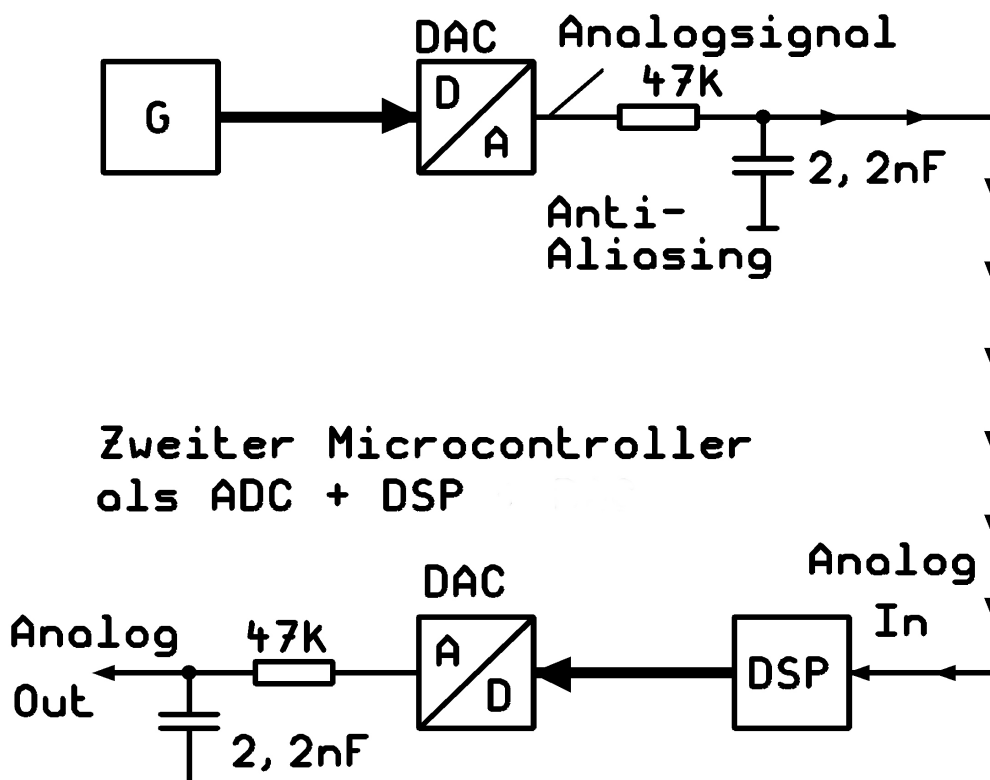 DAC
Analogsignal
G
D
A
47K
2,2nF
Anti-
Aliasing
Zweiter Microcontroller
als ADC + DSP
Analog
In
DAC
Analog
Out
47K
A
D
DSP
2,2nF